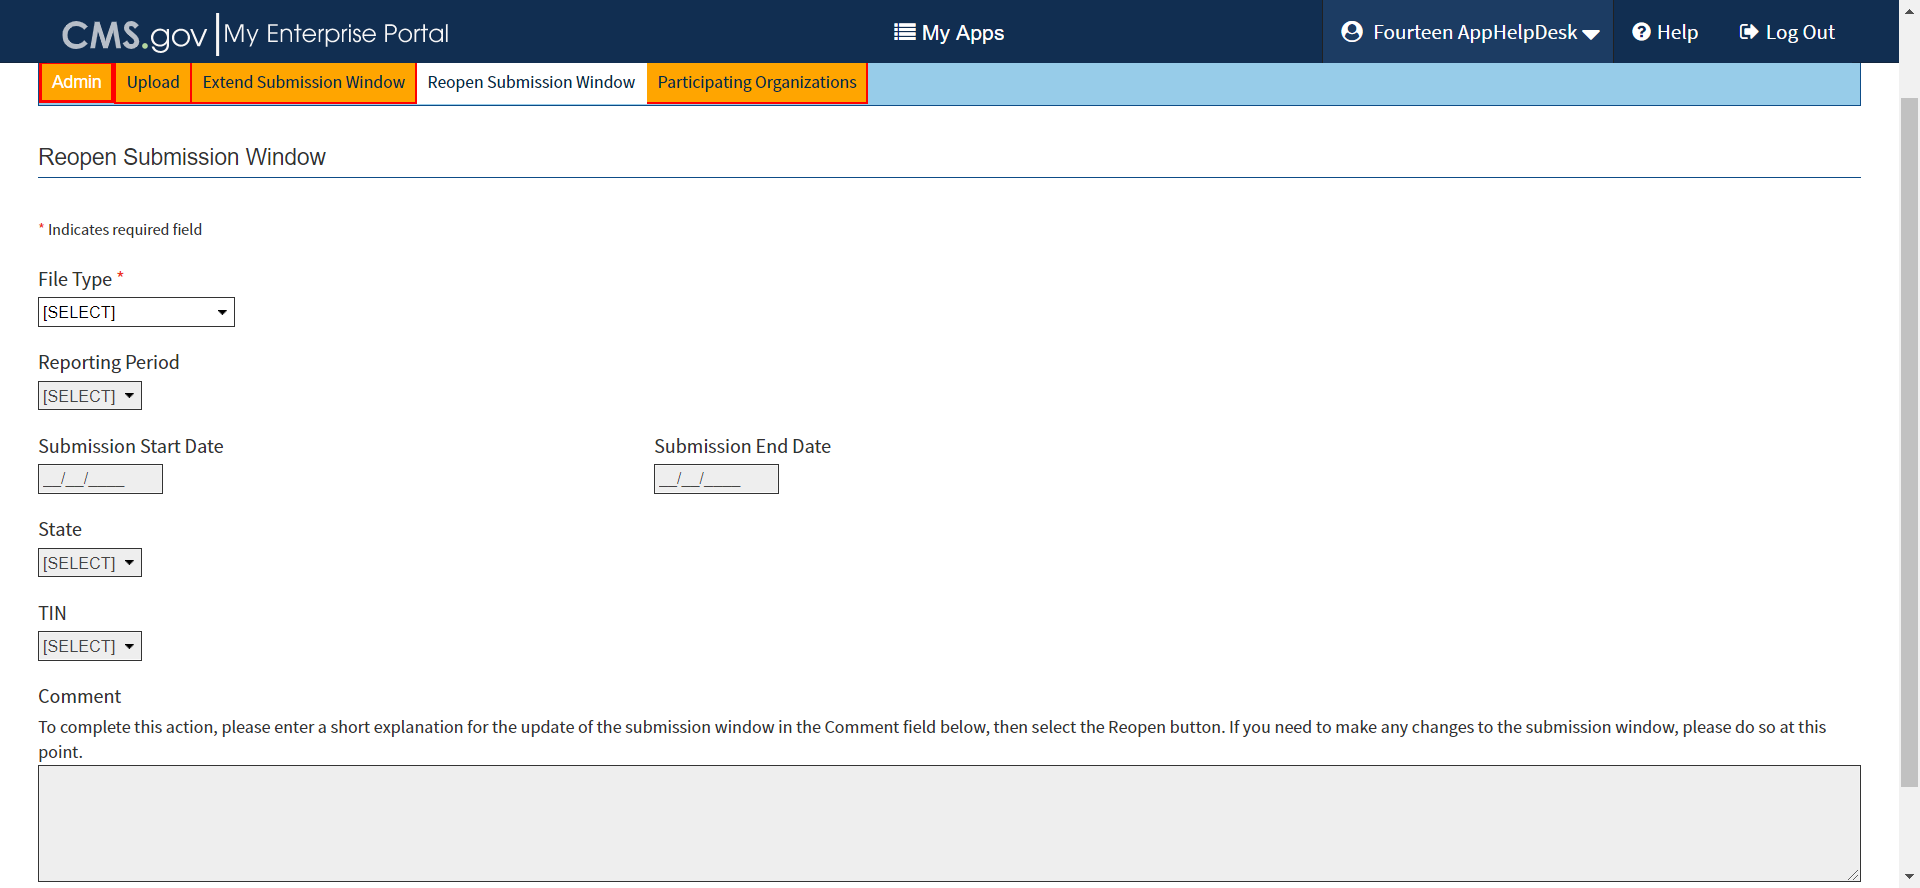 CMS.gov My Enterprise Portal
My Apps
Fourteen AppHelpDesk
Help
Log Out
Admin
Upload
Extend Submission Window
Reopen Submission Window
Participating Organizations
Reopen Submission Window
* Indicates required field
File Type *
[SELECT]
Reporting Period
[SELECT]
Submission Start Date
__/__/____
Submission End Date
__/__/____
State
[SELECT]
TIN
[SELECT]
Comment
To complete this action, please enter a short explanation for the update of the submission window in the Comment field below, then select the Reopen button. If you need to make any changes to the submission window, please do so at this
point.